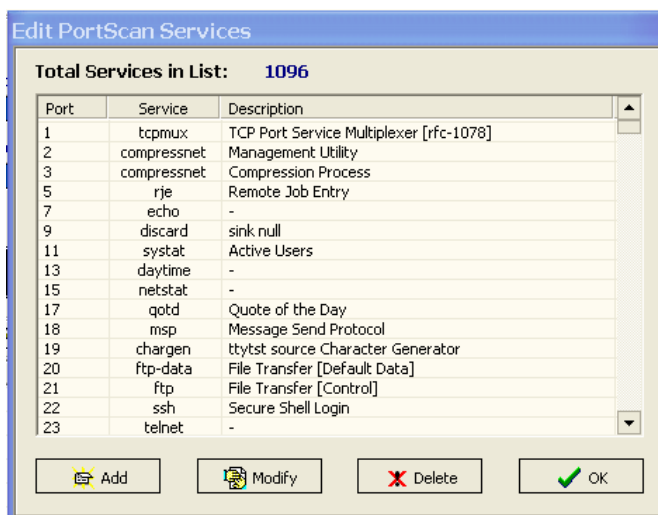 Edit PortScan Services
Total Services in List: 1096
Port Service Description
1 tcpmux TCP Port Service Multiplexer [rfc-1078]
2 compressnet Management Utility
3 compressnet Compression Process
5 rje Remote Job Entry
7 echo -
9 discard sink null
11 systat Active Users
13 daytime -
15 netstat -
17 qotd Quote of the Day
18 msp Message Send Protocol
19 chargen ttytst source Character Generator
20 ftp-data File Transfer [Default Data]
21 ftp File Transfer [Control]
22 ssh Secure Shell Login
23 telnet -
Add Modify Delete OK